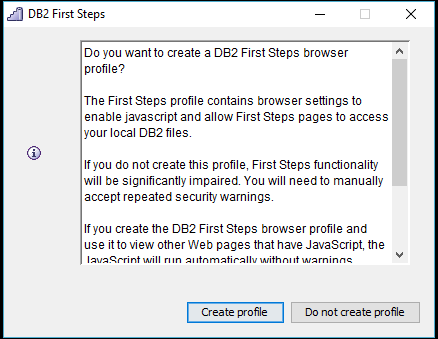 DB2 First Steps
Do you want to create a DB2 First Steps browser
profile?
The First Steps profile contains browser settings to
enable javascript and allow First Steps pages to access
your local DB2 files.
If you do not create this profile, First Steps functionality
will be significantly impaired. You will need to manually
accept repeated security warnings.
If you create the DB2 First Steps browser profile and
use it to view other Web pages that have JavaScript, the
JavaScript will run automatically without warnings.
Create profile
Do not create profile